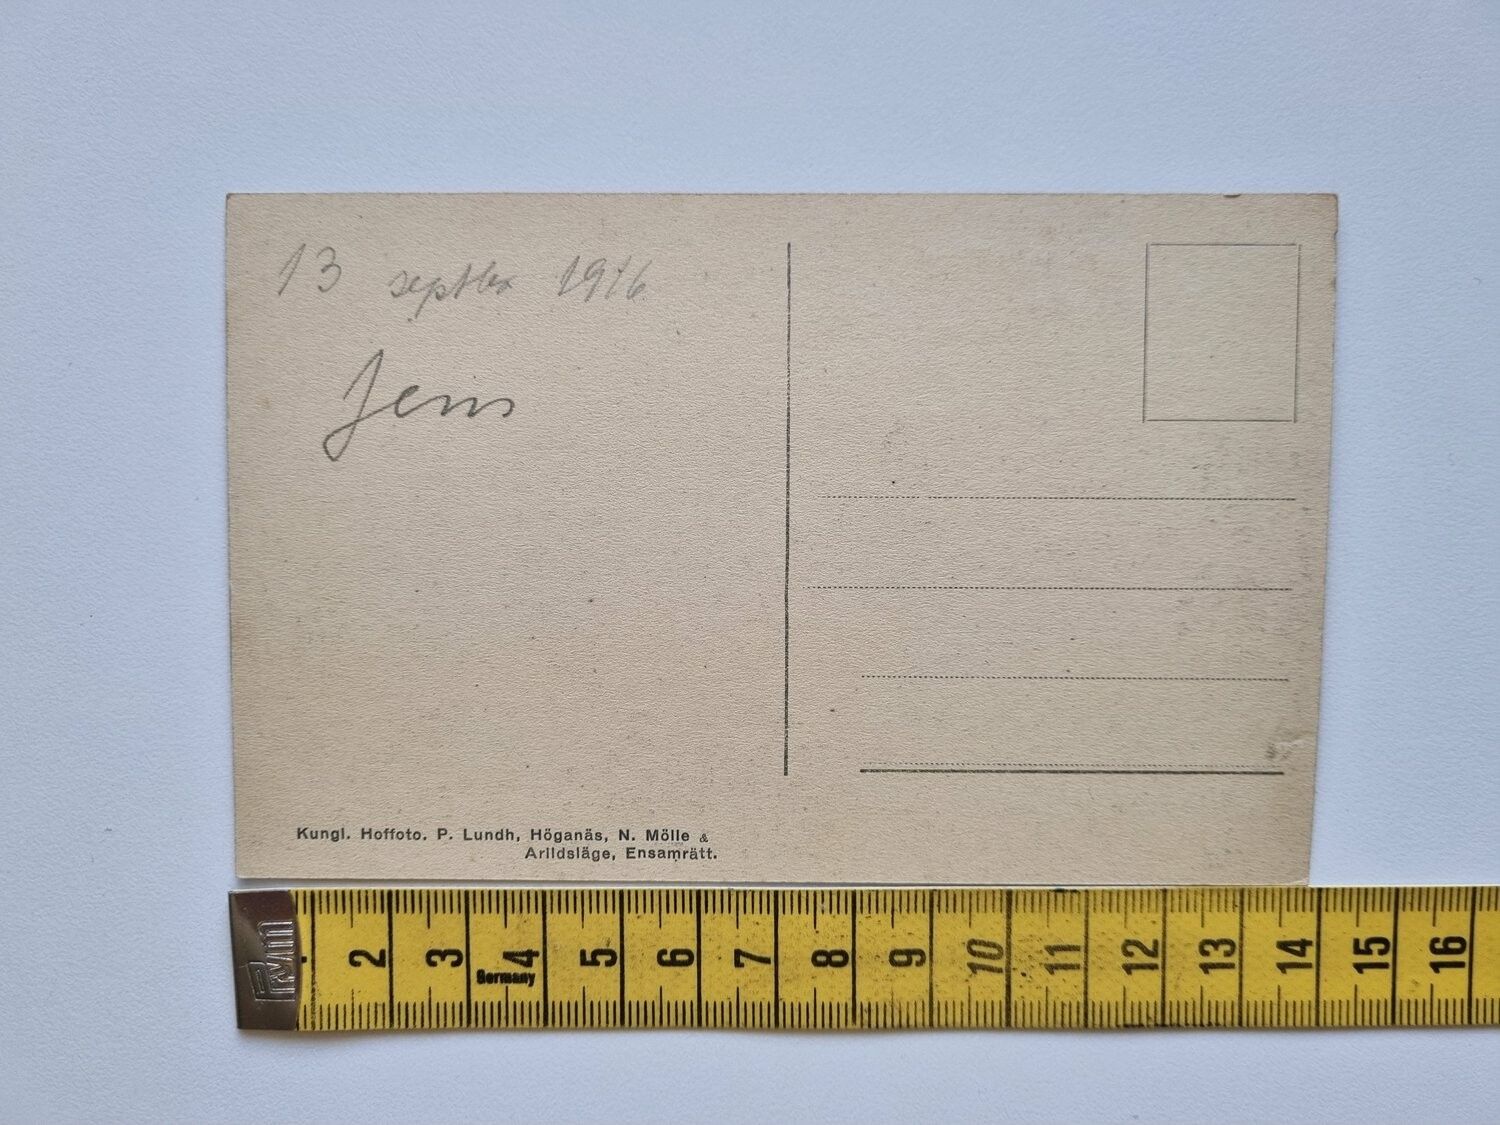 13 septbr 1916
Jens
Kungl. Hoffoto. P. Lundh, Höganäs, N. Mölle &
Arildsläge, Ensamrätt.
2 3 4 5 6 7 8 9 10 11 12 13 14 15 16
Germany